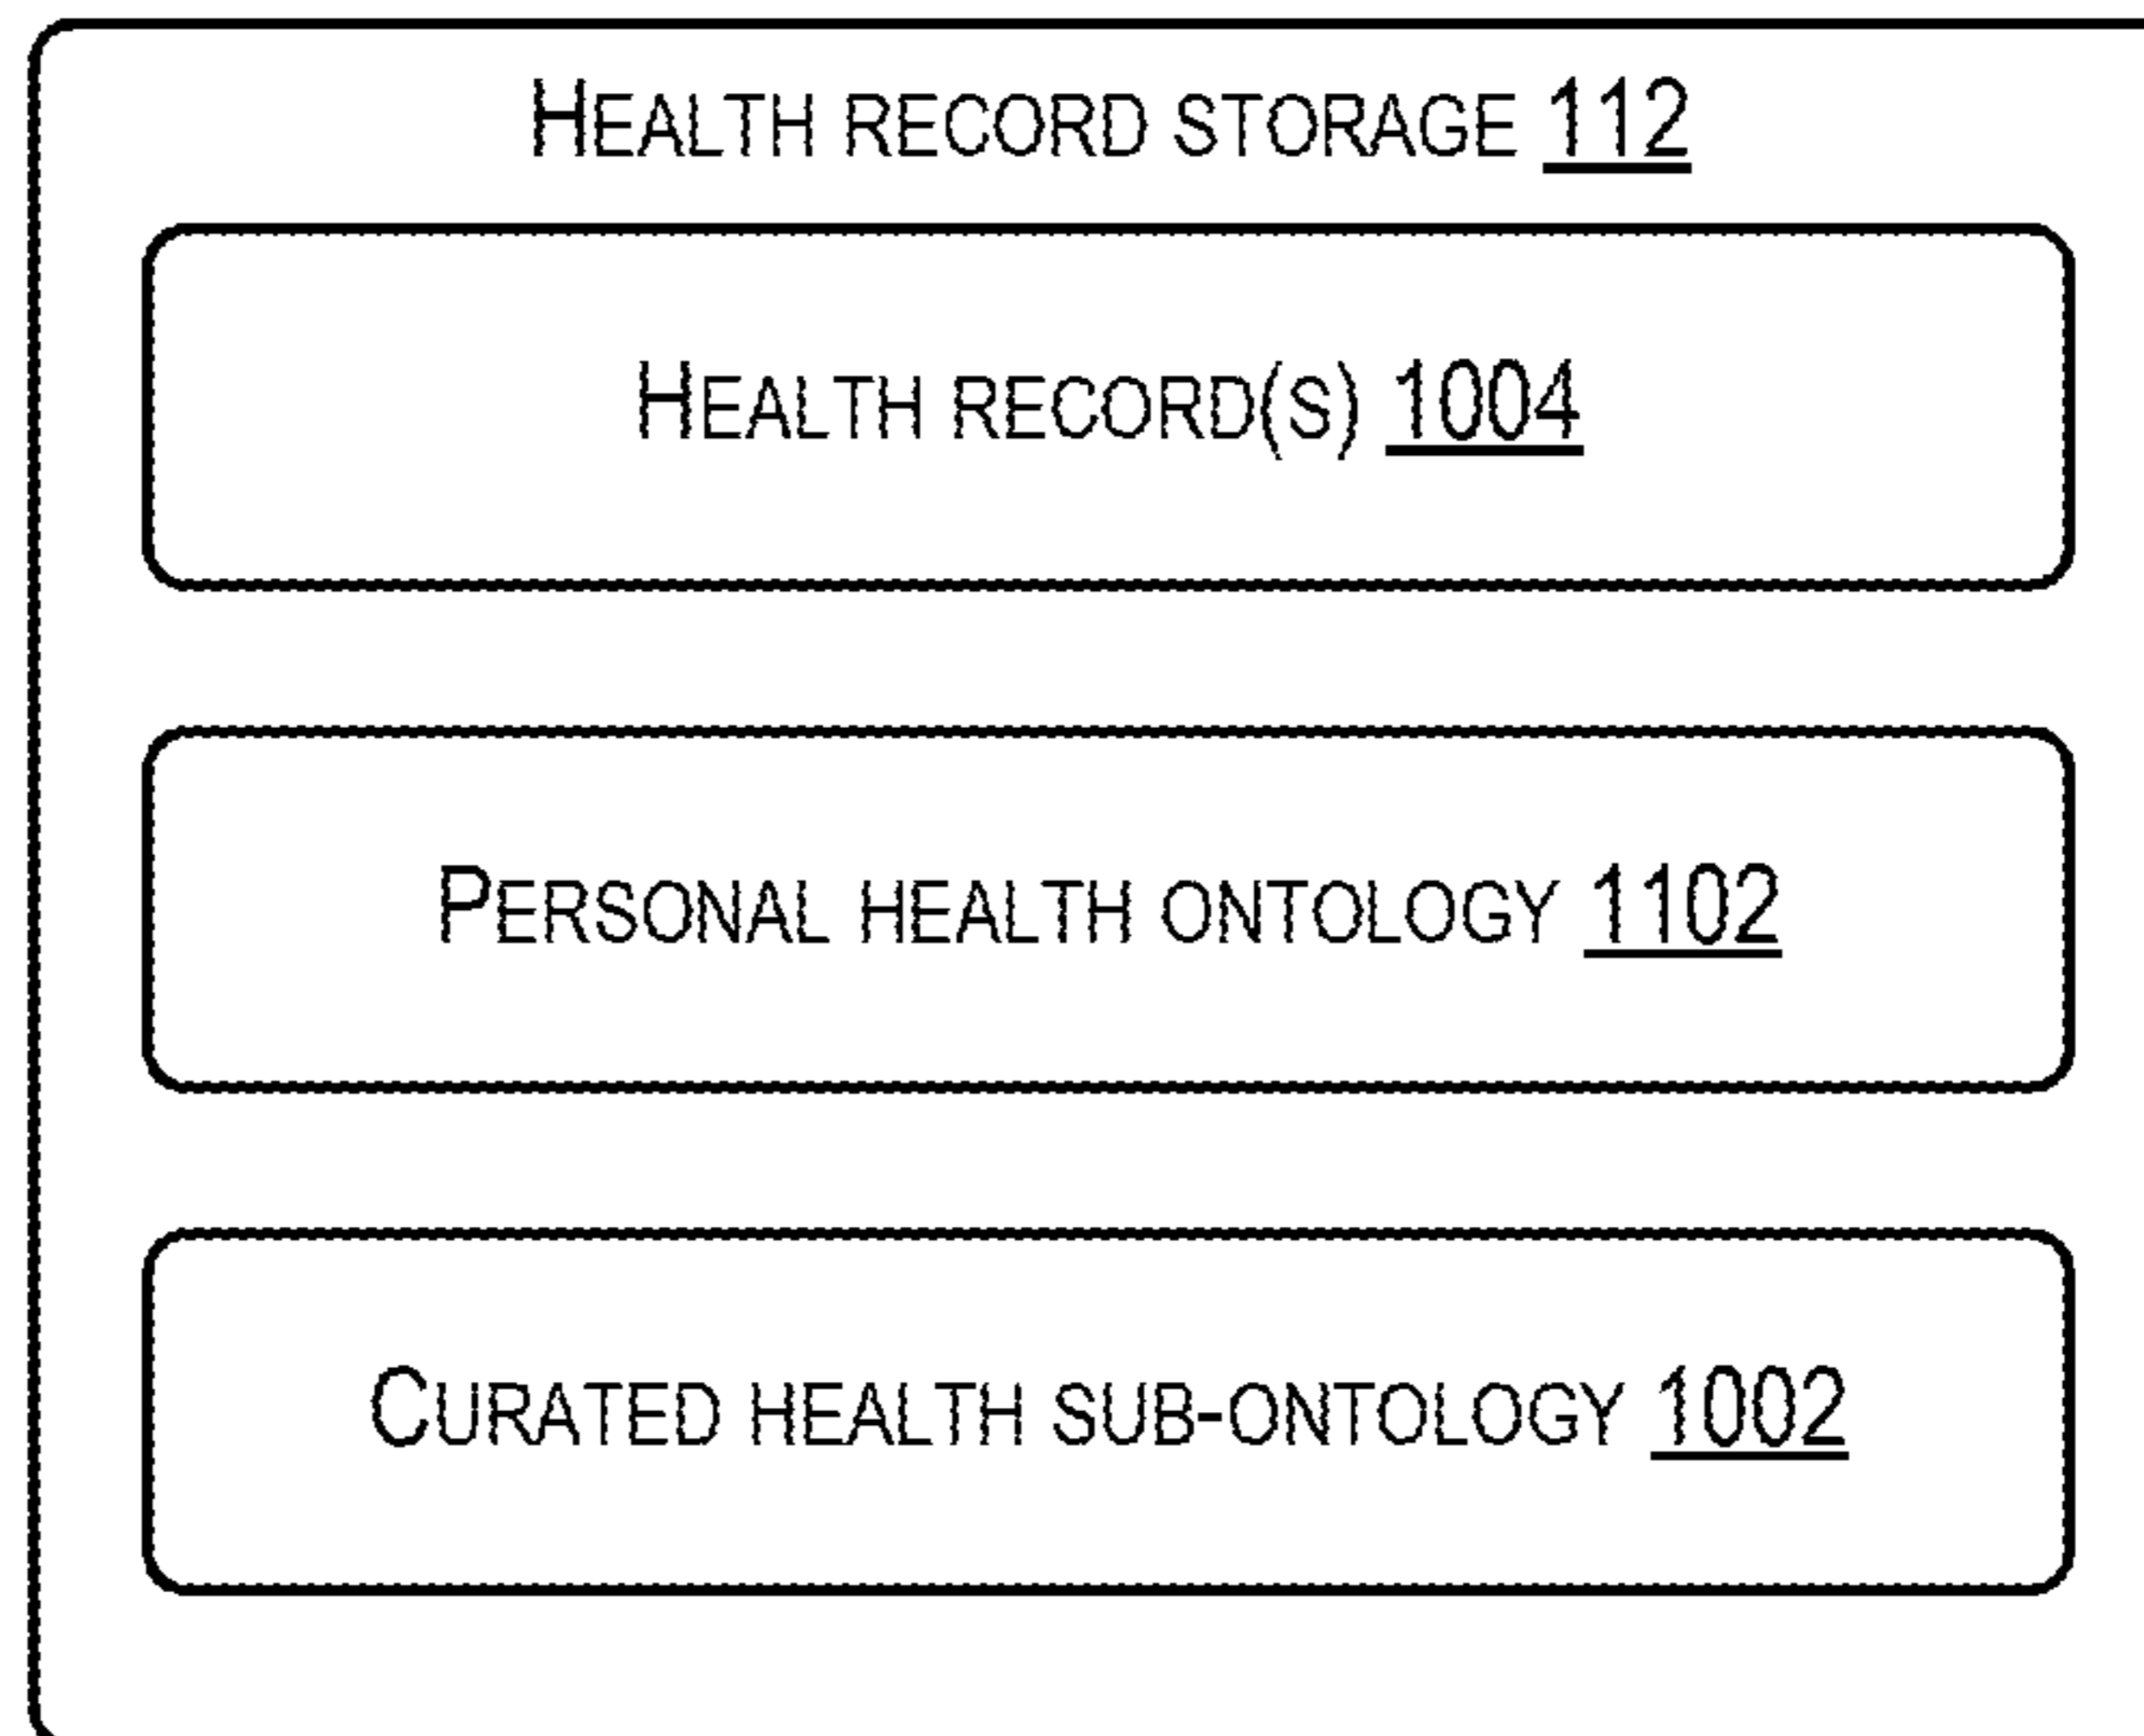 HEALTH RECORD STORAGE 112
HEALTH RECORD(S) 1004
PERSONAL HEALTH ONTOLOGY 1102
CURATED HEALTH SUB-ONTOLOGY 1002